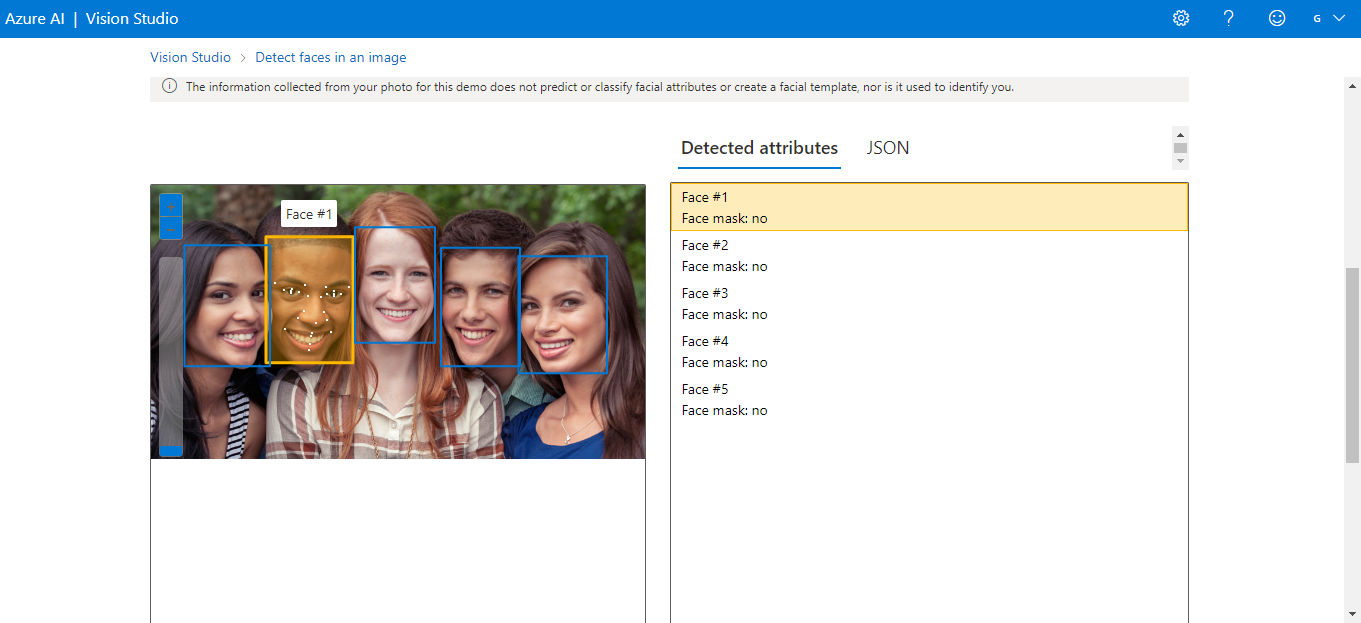 Azure AI | Vision Studio
G
Vision Studio > Detect faces in an image
The information collected from your photo for this demo does not predict or classify facial attributes or create a facial template, nor is it used to identify you.
Detected attributes JSON
Face #1
Face #1
Face mask: no
Face #2
Face mask: no
Face #3
Face mask: no
Face #4
Face mask: no
Face #5
Face mask: no